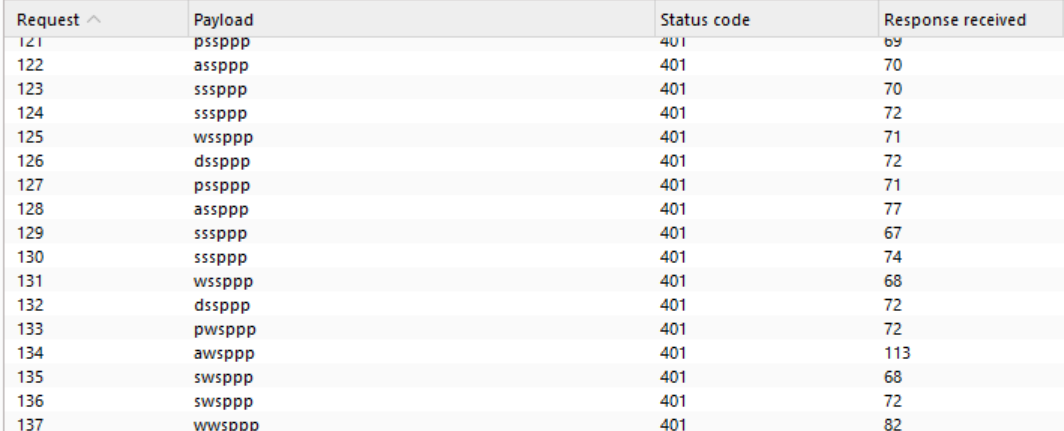 Request Payload Status code Response received
121 pssppp 401 69
122 assppp 401 70
123 sssppp 401 70
124 sssppp 401 72
125 wssppp 401 71
126 dssppp 401 72
127 pssppp 401 71
128 assppp 401 77
129 sssppp 401 67
130 sssppp 401 74
131 wssppp 401 68
132 dssppp 401 72
133 pwsppp 401 72
134 awsppp 401 113
135 swsppp 401 68
136 swsppp 401 72
137 wwsppp 401 82